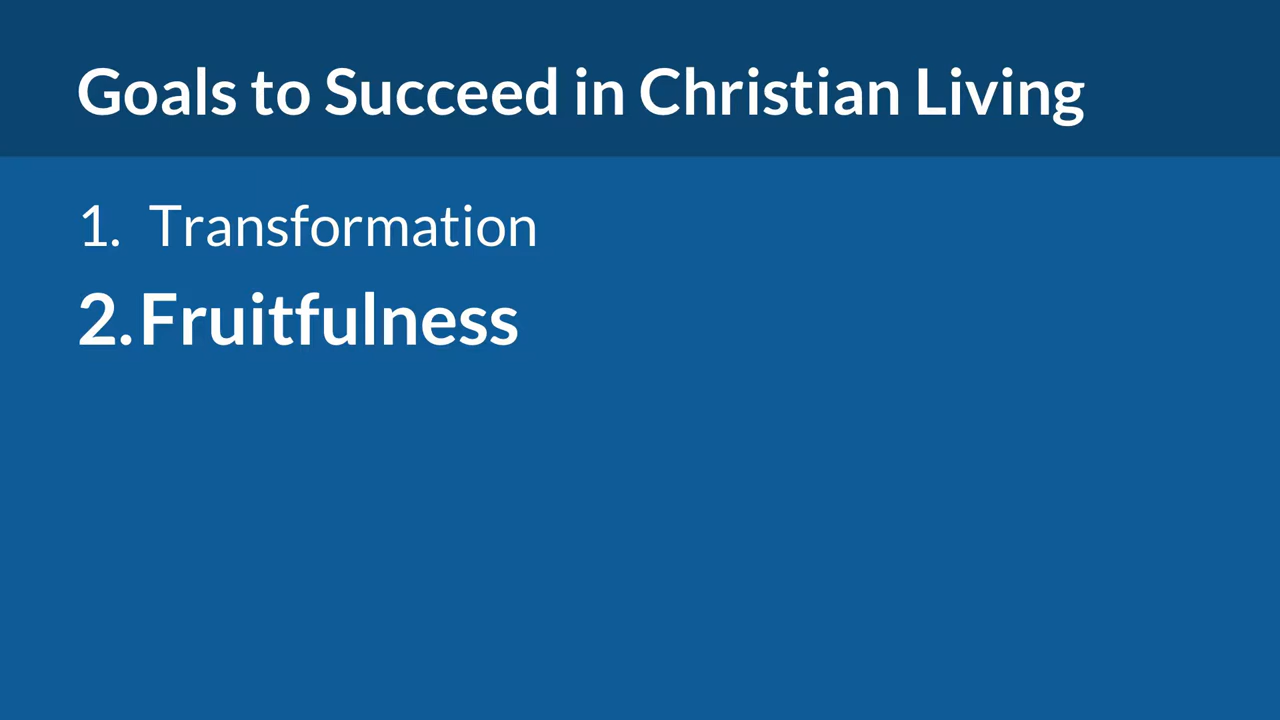 Goals to Succeed in Christian Living
1. Transformation
2. Fruitfulness